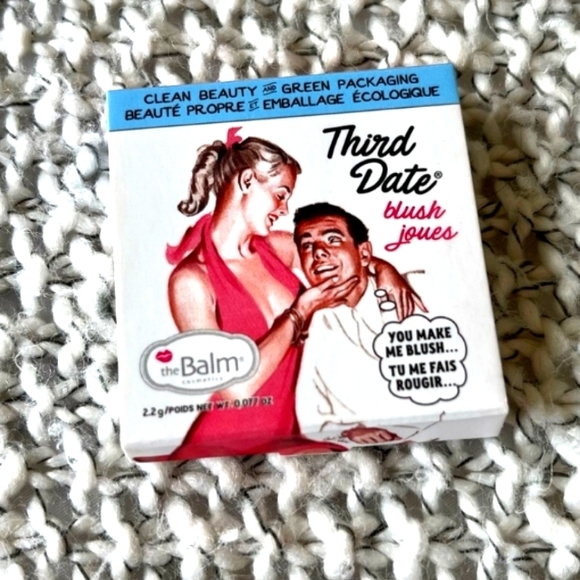 CLEAN BEAUTY AND GREEN PACKAGING
BEAUTÉ PROPRE ET EMBALLAGE ÉCOLOGIQUE
Third
Date®
blush
joues
YOU MAKE
ME BLUSH...
TU ME FAIS
ROUGIR...
theBalm®
cosmetics
2.2g/POIDS NET WT. 0.077 OZ